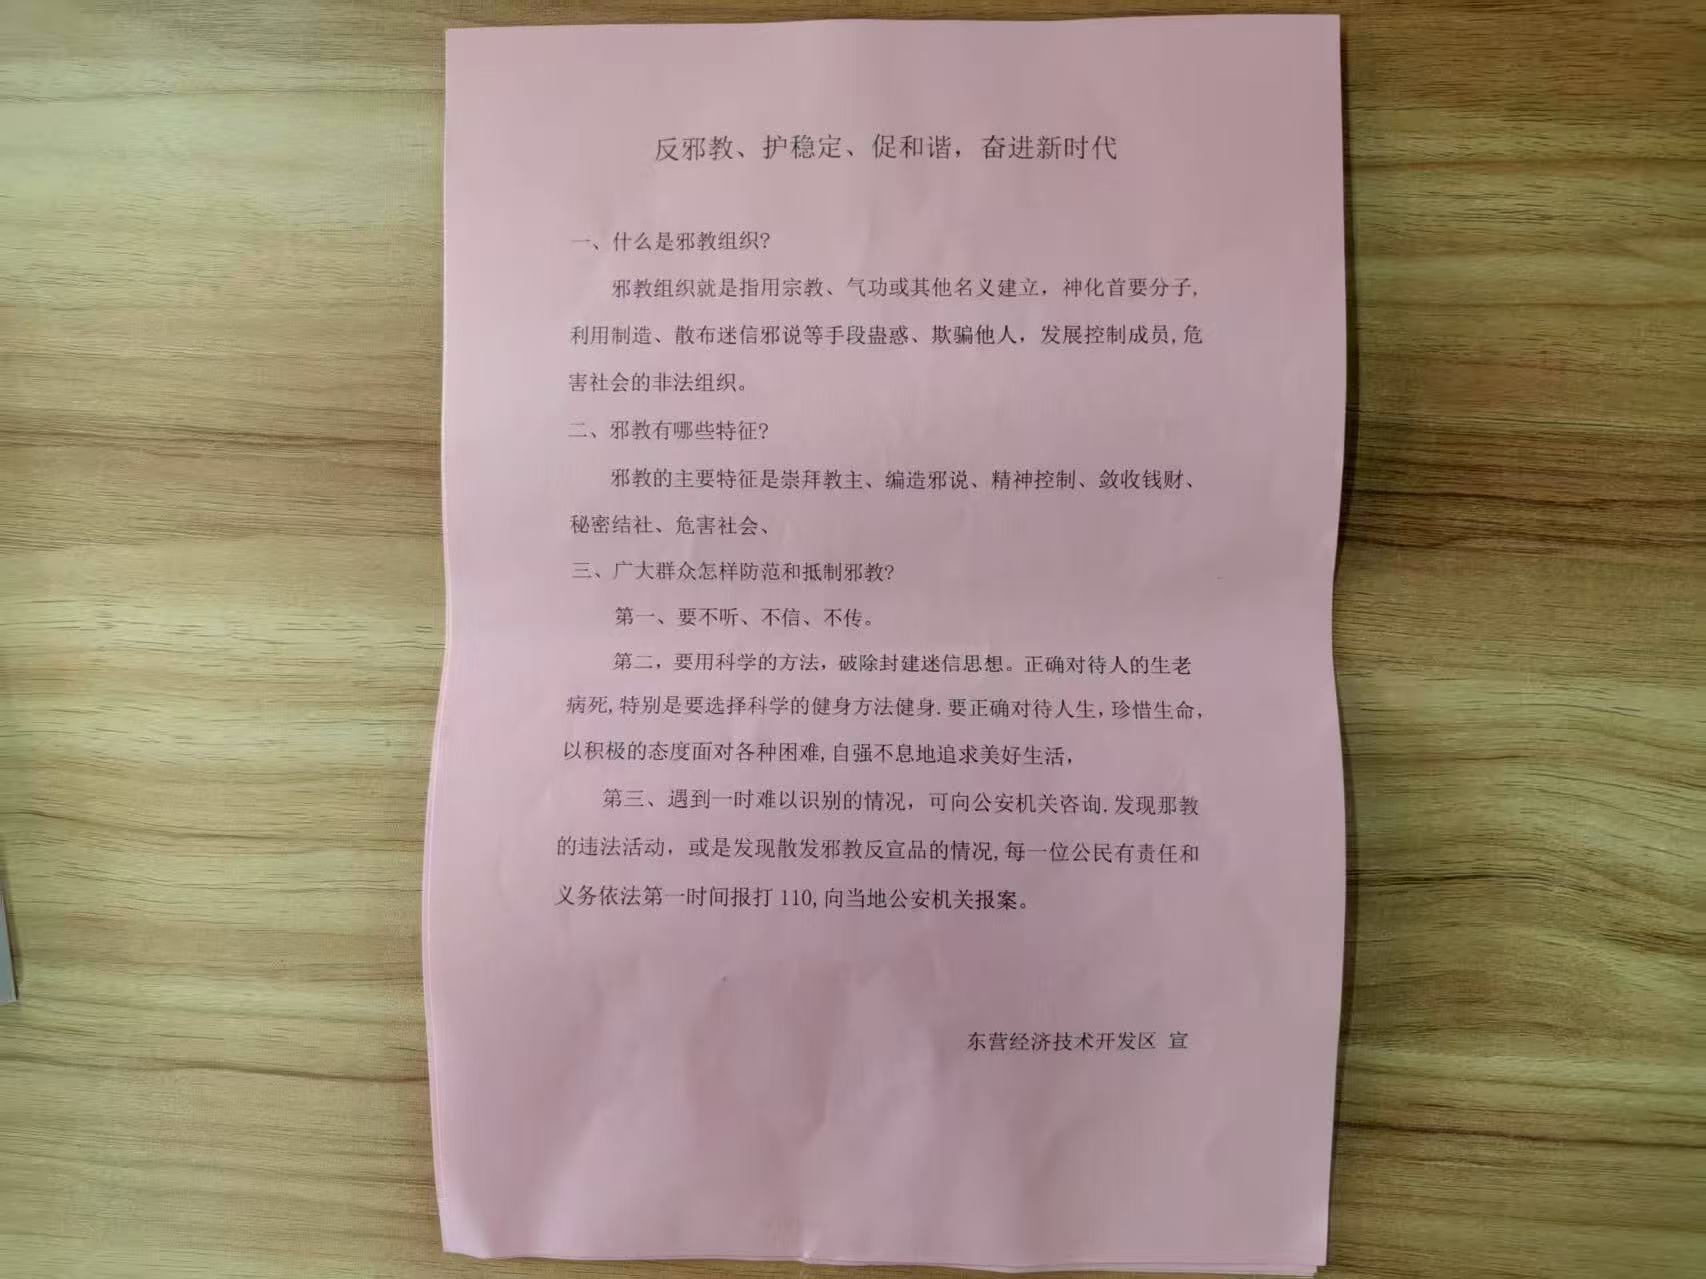 反邪教、护稳定、促和谐，奋进新时代
一、什么是邪教组织?
邪教组织就是指用宗教、气功或其他名义建立，神化首要分子,
利用制造、散布迷信邪说等手段蛊惑、欺骗他人，发展控制成员,危
害社会的非法组织。
二、邪教有哪些特征?
邪教的主要特征是崇拜教主、编造邪说、精神控制、敛收钱财、
秘密结社、危害社会、
三、广大群众怎样防范和抵制邪教?
第一、要不听、不信、不传。
第二，要用科学的方法，破除封建迷信思想。正确对待人的生老
病死,特别是要选择科学的健身方法健身.要正确对待人生，珍惜生命，
以积极的态度面对各种困难,自强不息地追求美好生活，
第三、遇到一时难以识别的情况，可向公安机关咨询.发现那教
的违法活动，或是发现散发邪教反宣品的情况,每一位公民有责任和
义务依法第一时间报打 110,向当地公安机关报案。
东营经济技术开发区 宣